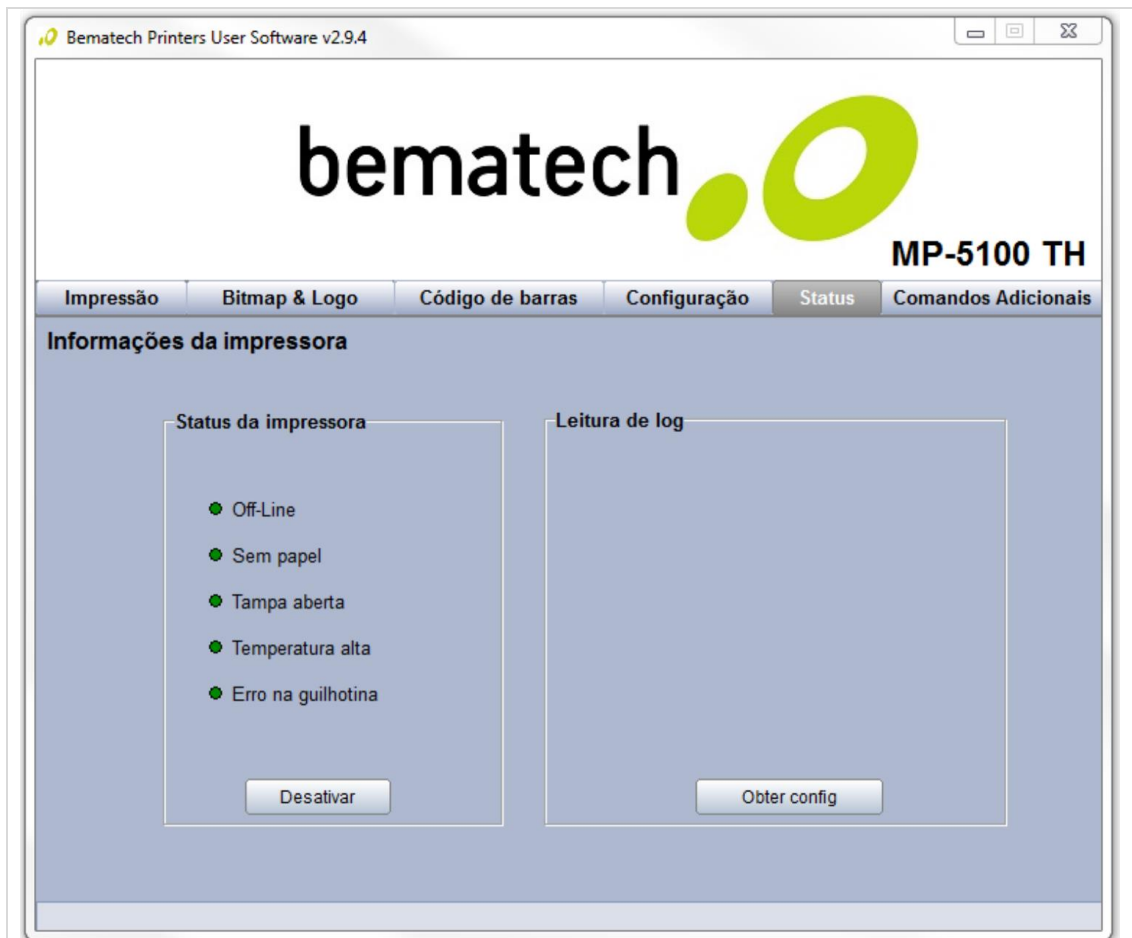 Bematech Printers User Software v2.9.4
bematech
MP-5100 TH
Impressão Bitmap & Logo Código de barras Configuração Status Comandos Adicionais
Informações da impressora
Status da impressora
Off-Line
Sem papel
Tampa aberta
Temperatura alta
Erro na guilhotina
Desativar
Leitura de log
Obter config